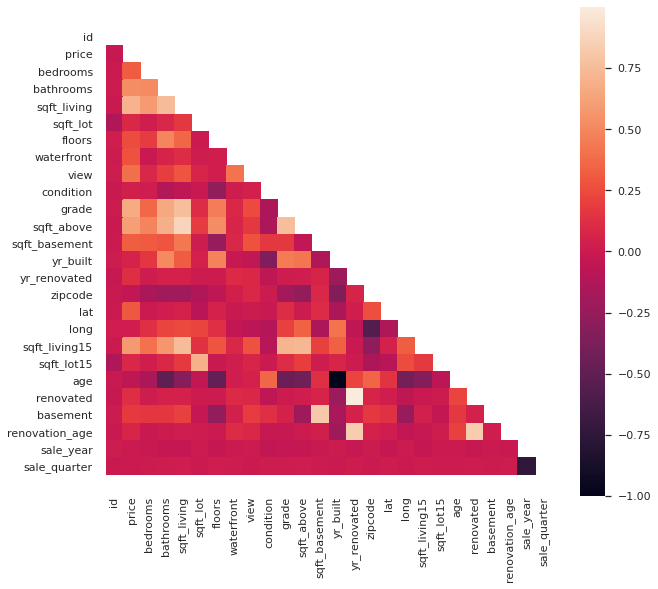 id
price
bedrooms
bathrooms
sqft_living
sqft_lot
floors
waterfront
view
condition
grade
sqft_above
sqft_basement
yr_built
yr_renovated
zipcode
lat
long
sqft_living15
sqft_lot15
age
renovated
basement
renovation_age
sale_year
sale_quarter
id
price
bedrooms
bathrooms
sqft_living
sqft_lot
floors
waterfront
view
condition
grade
sqft_above
sqft_basement
yr_built
yr_renovated
zipcode
lat
long
sqft_living15
sqft_lot15
age
renovated
basement
renovation_age
sale_year
sale_quarter
0.75
0.50
0.25
0.00
−0.25
−0.50
−0.75
−1.00